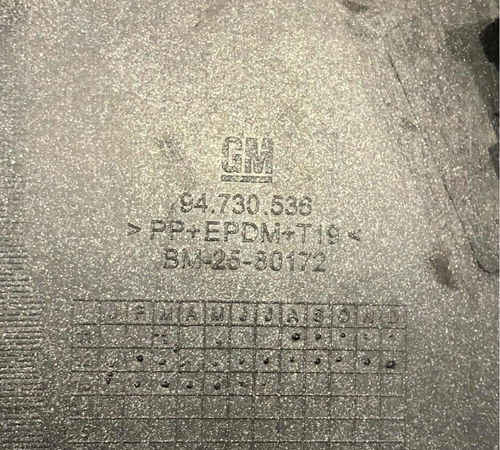 GM
94.730.536
>PP+EPDM+T19<
BM-25-80172
J F M A M J J A S O N D